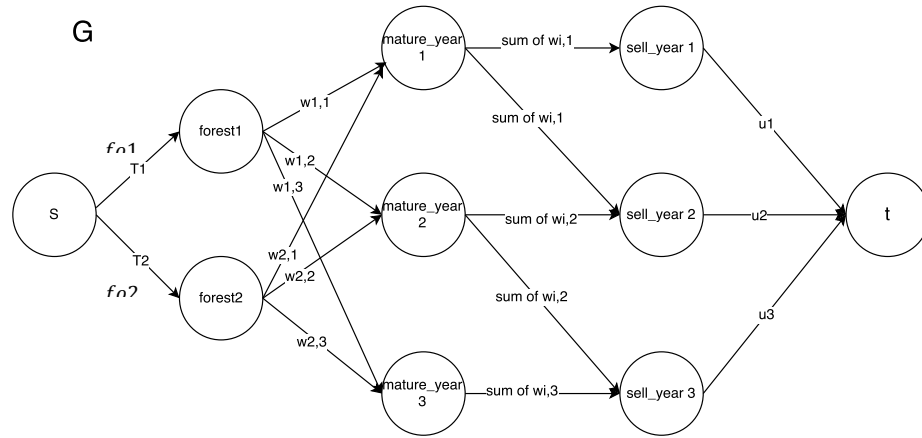 G
S
T1
T2
forest1
forest2
w1,1
w1,2
w1,3
w2,1
w2,2
w2,3
mature_year
1
mature_year
2
mature_year
3
sum of wi,1
sum of wi,1
sum of wi,2
sum of wi,2
sum of wi,3
sell_year 1
sell_year 2
sell_year 3
u1
u2
u3
t